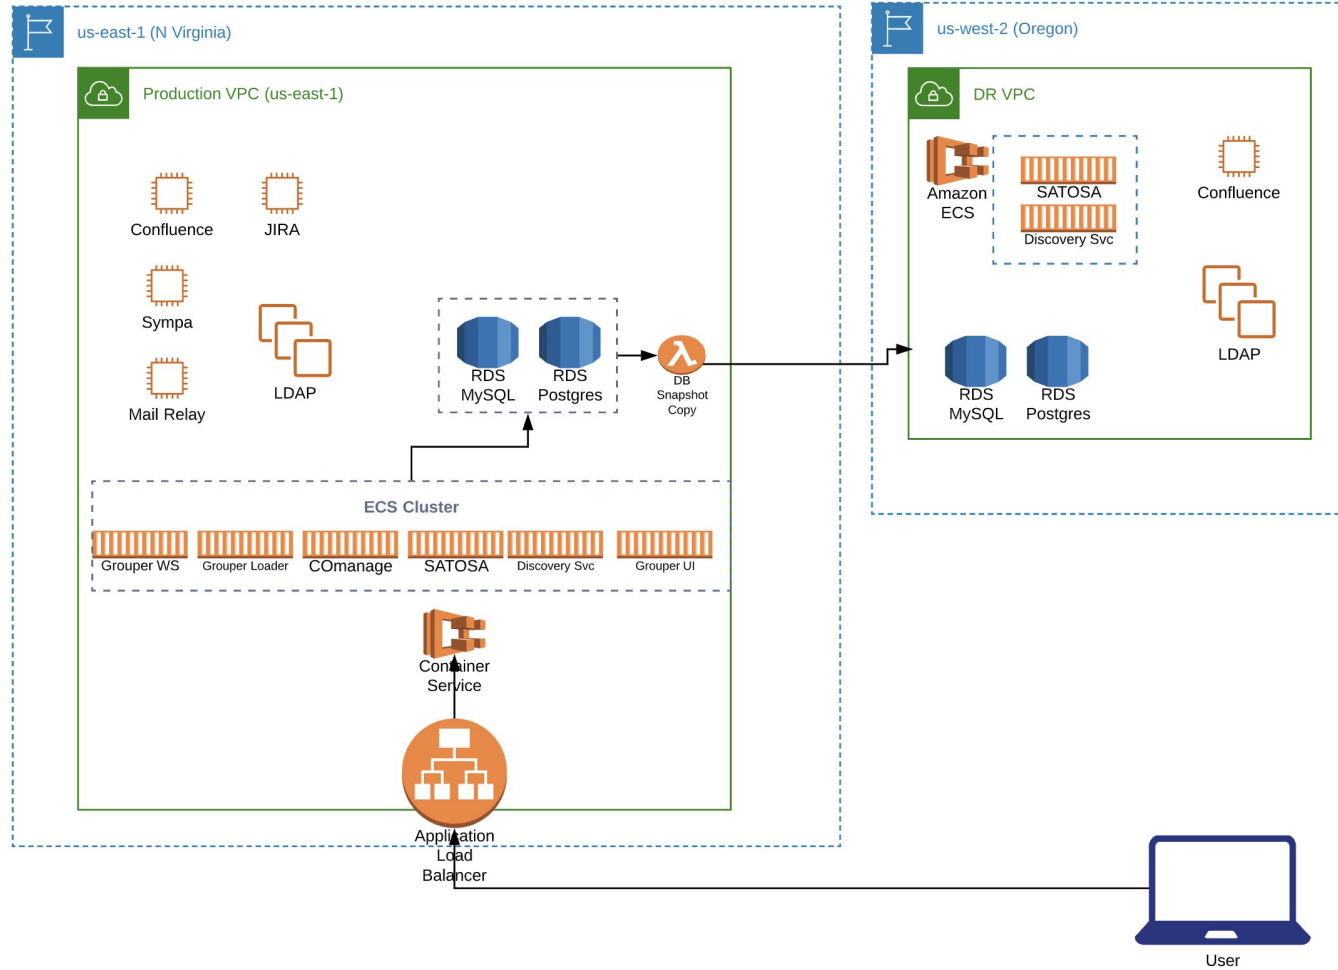 us-east-1 (N Virginia)
Production VPC (us-east-1)
Confluence
JIRA
Sympa
LDAP
Mail Relay
RDS
MySQL
RDS
Postgres
DB
Snapshot
Copy
ECS Cluster
Grouper WS
Grouper Loader
COmanage
SATOSA
Discovery Svc
Grouper UI
Container
Service
Application
Load
Balancer
us-west-2 (Oregon)
DR VPC
Amazon
ECS
SATOSA
Discovery Svc
Confluence
LDAP
RDS
MySQL
RDS
Postgres
User